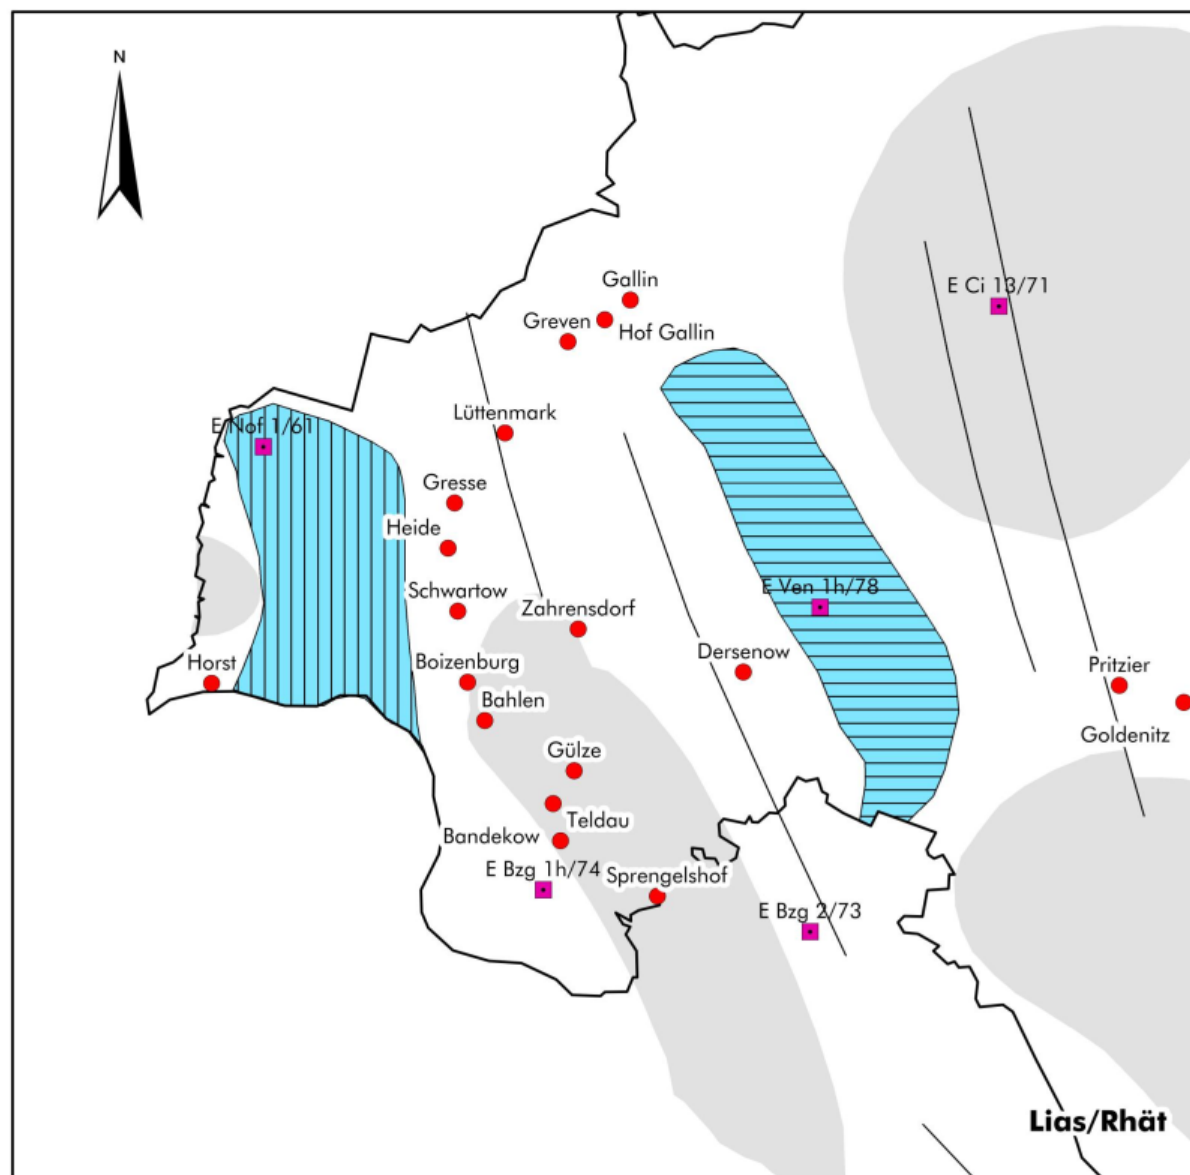 N
Gallin
E Ci 13/71
Greven
Hof Gallin
Lüttenmark
E Nof 1/61
Gresse
Heide
Schwartow
E Ven 1h/78
Zahrensdorf
Dersenow
Horst
Boizenburg
Pritzier
Bahlen
Goldenitz
Gülze
Teldau
Bandekow
E Bzg 1h/74
Sprengelshof
E Bzg 2/73
Lias/Rhät